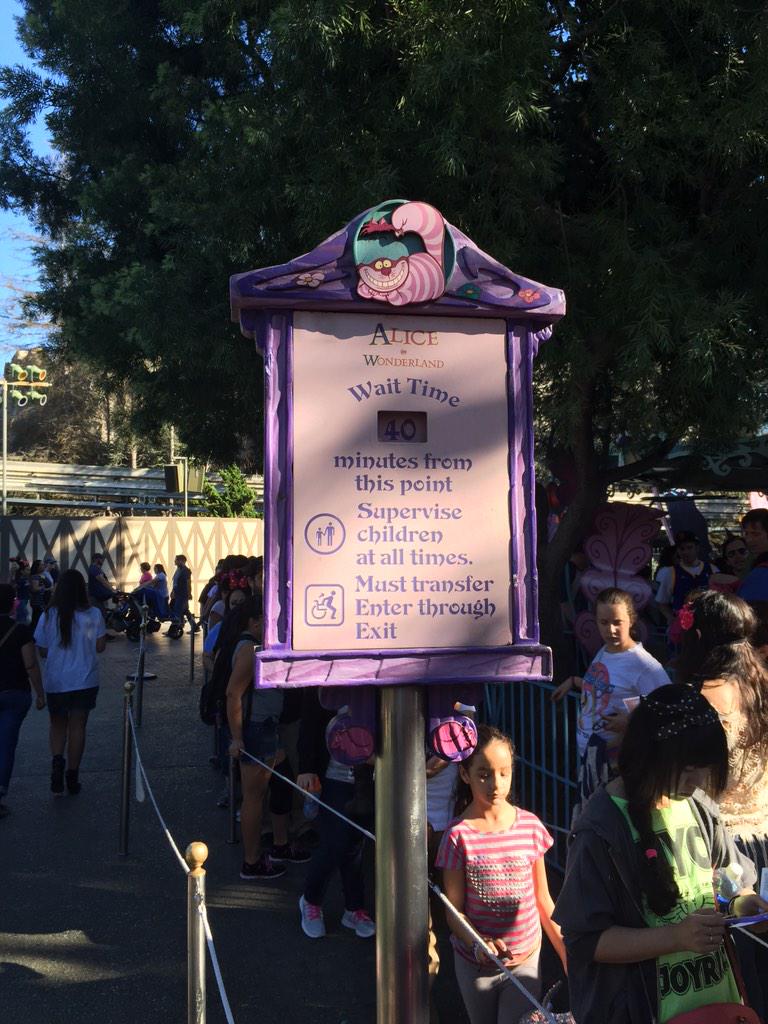 ALICE
in
WONDERLAND
Wait Time
40
minutes from
this point
Supervise
children
at all times.
Must transfer
Enter through
Exit